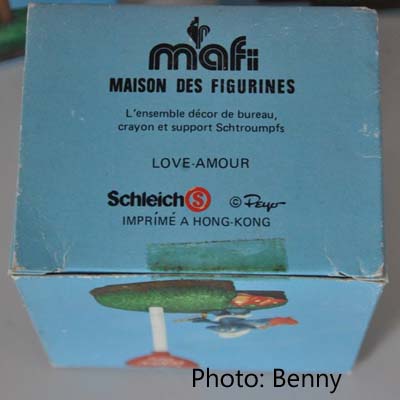 mafii
MAISON DES FIGURINES
L'ensemble décor de bureau,
crayon et support Schtroumpfs
LOVE-AMOUR
Schleich S © Peyo
IMPRIMÉ A HONG-KONG
Photo: Benny